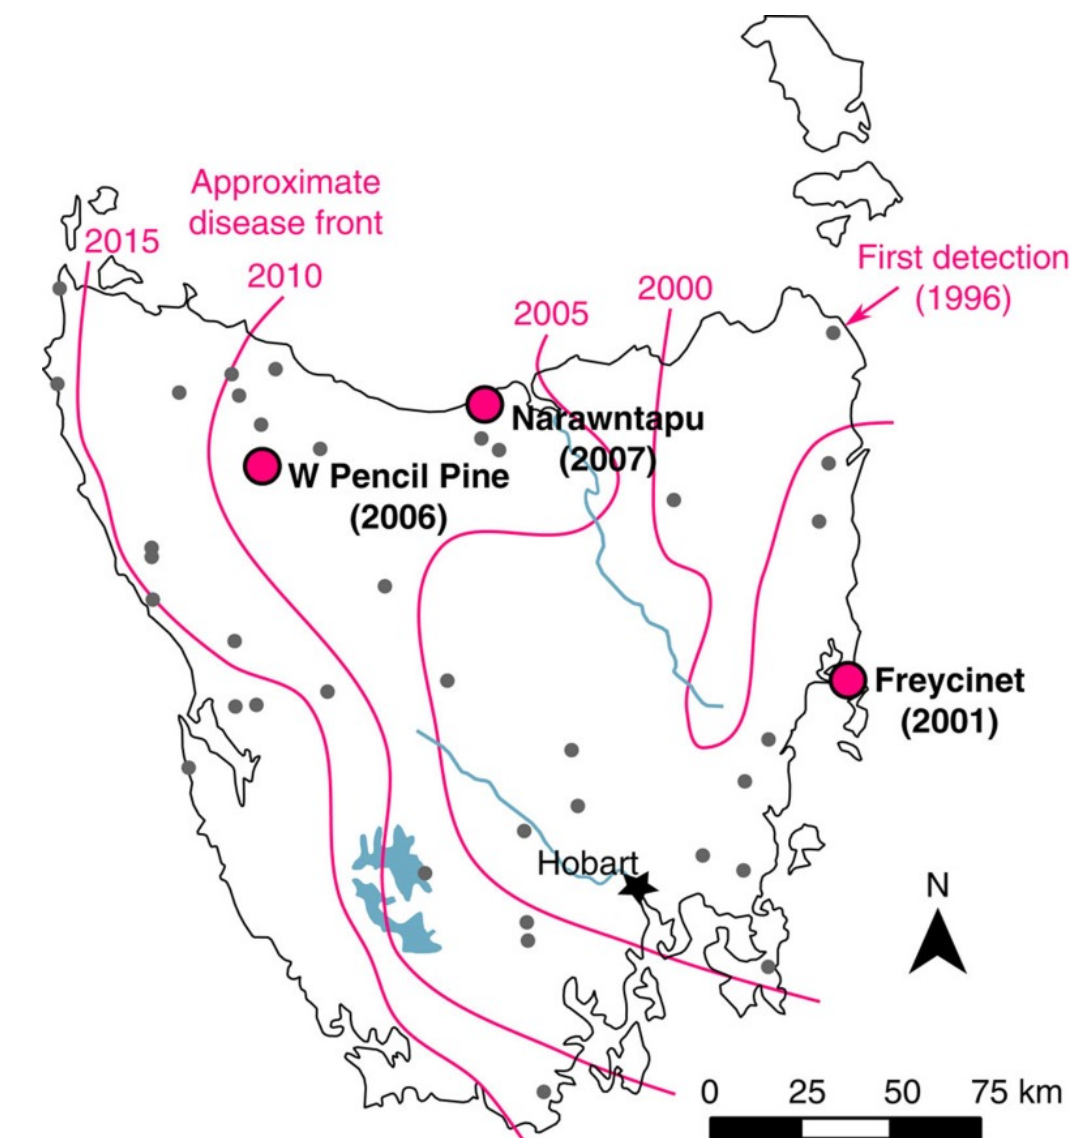 Approximate
disease front
2015
2010
2005
2000
First detection
(1996)
Narawntapu
(2007)
W Pencil Pine
(2006)
Freycinet
(2001)
Hobart
N
0 25 50 75 km